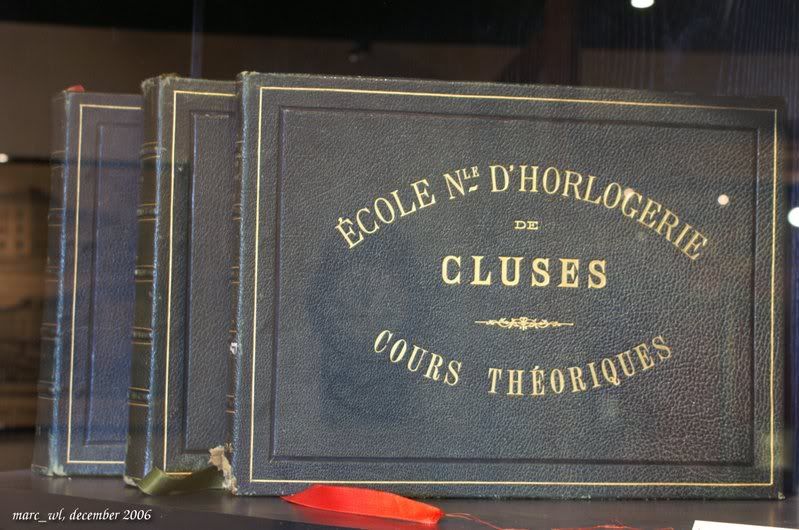 ÉCOLE NLE D'HORLOGERIE
DE
CLUSES
COURS THÉORIQUES
marc_wl, december 2006